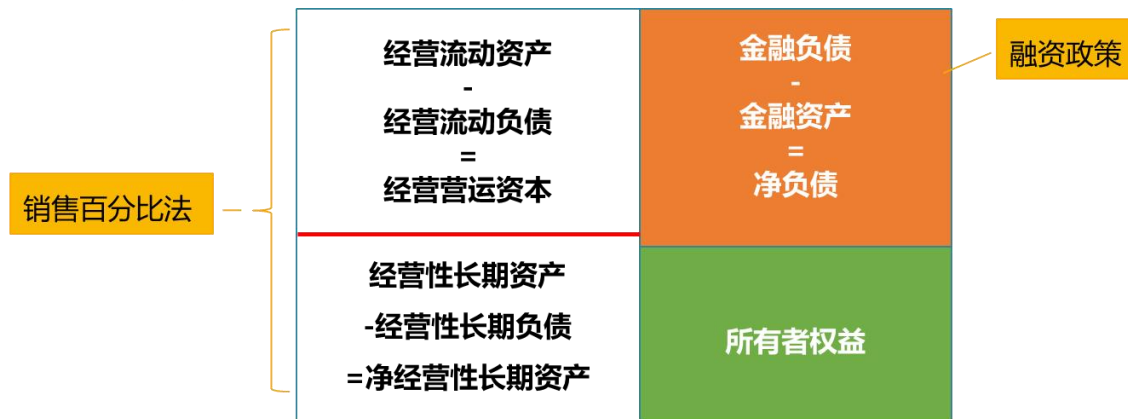 销售百分比法
经营流动资产
-
经营流动负债
=
经营营运资本
经营性长期资产
-经营性长期负债
=净经营性长期资产
金融负债
-
金融资产
=
净负债
所有者权益
融资政策